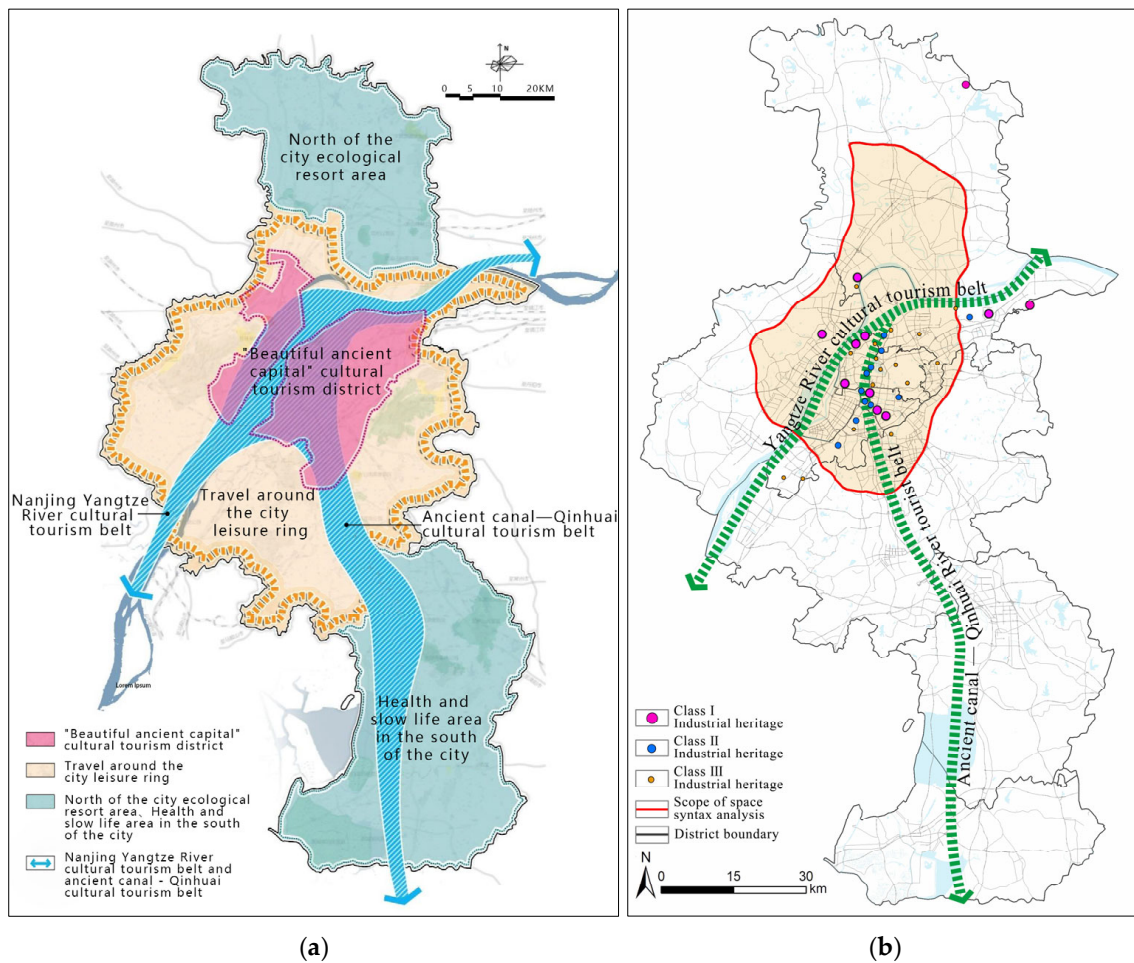 N
0 5 10 20KM
North of the
city ecological
resort area
"Beautiful ancient
capital" cultural
tourism district
Nanjing Yangtze
River cultural
tourism belt
Travel around
the city
leisure ring
Ancient canal—Qinhuai
cultural tourism belt
Lorem Ipsum
Health and
slow life area
in the south
of the city
"Beautiful ancient capital"
cultural tourism district
Travel around the
city leisure ring
North of the city ecological
resort area、Health and
slow life area in the south
of the city
Nanjing Yangtze River
cultural tourism belt and
ancient canal - Qinhuai
cultural tourism belt
(a)
Yangtze River cultural tourism belt
Ancient canal — Qinhuai River tourist belt
Class I
Industrial heritage
Class II
Industrial heritage
Class III
Industrial heritage
Scope of space
syntax analysis
District boundary
N
0 15 30
km
(b)